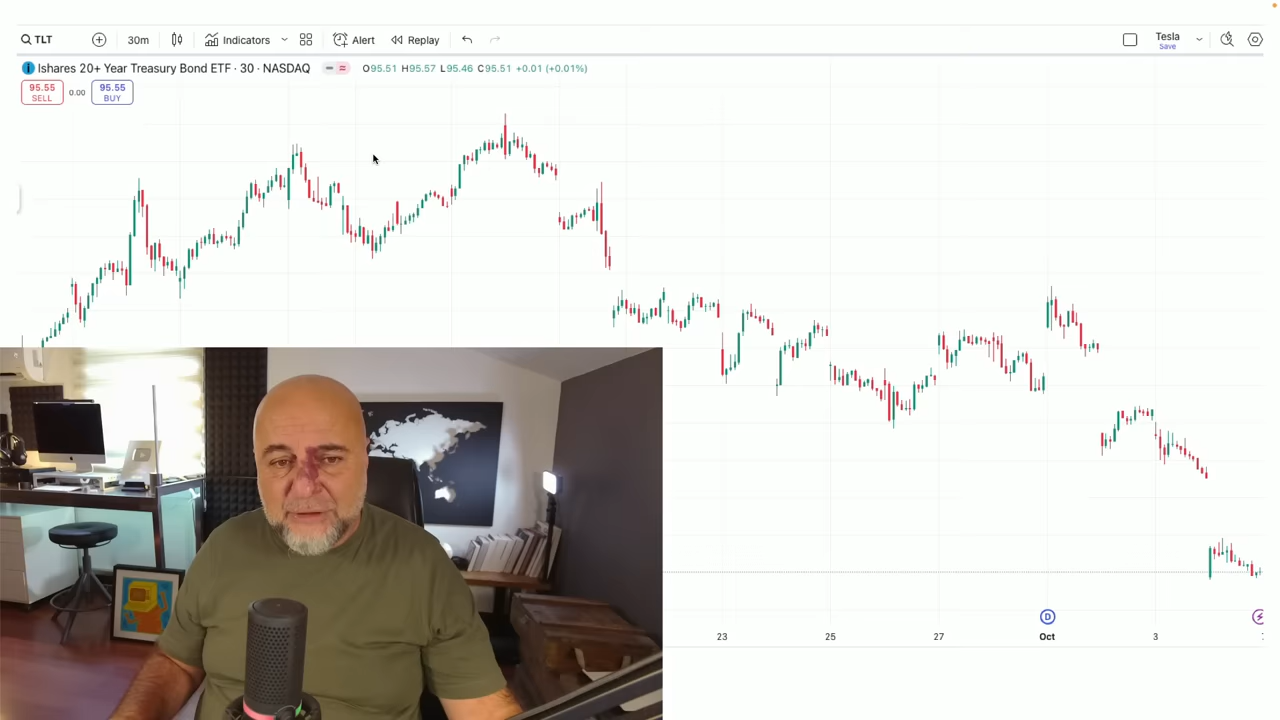 TLT 30m Indicators Alert Replay Tesla
Save
Ishares 20+ Year Treasury Bond ETF · 30 · NASDAQ O95.51 H95.57 L95.46 C95.51 +0.01 (+0.01%)
95.55 0.00 95.55
SELL BUY
D
23 25 27 Oct 3